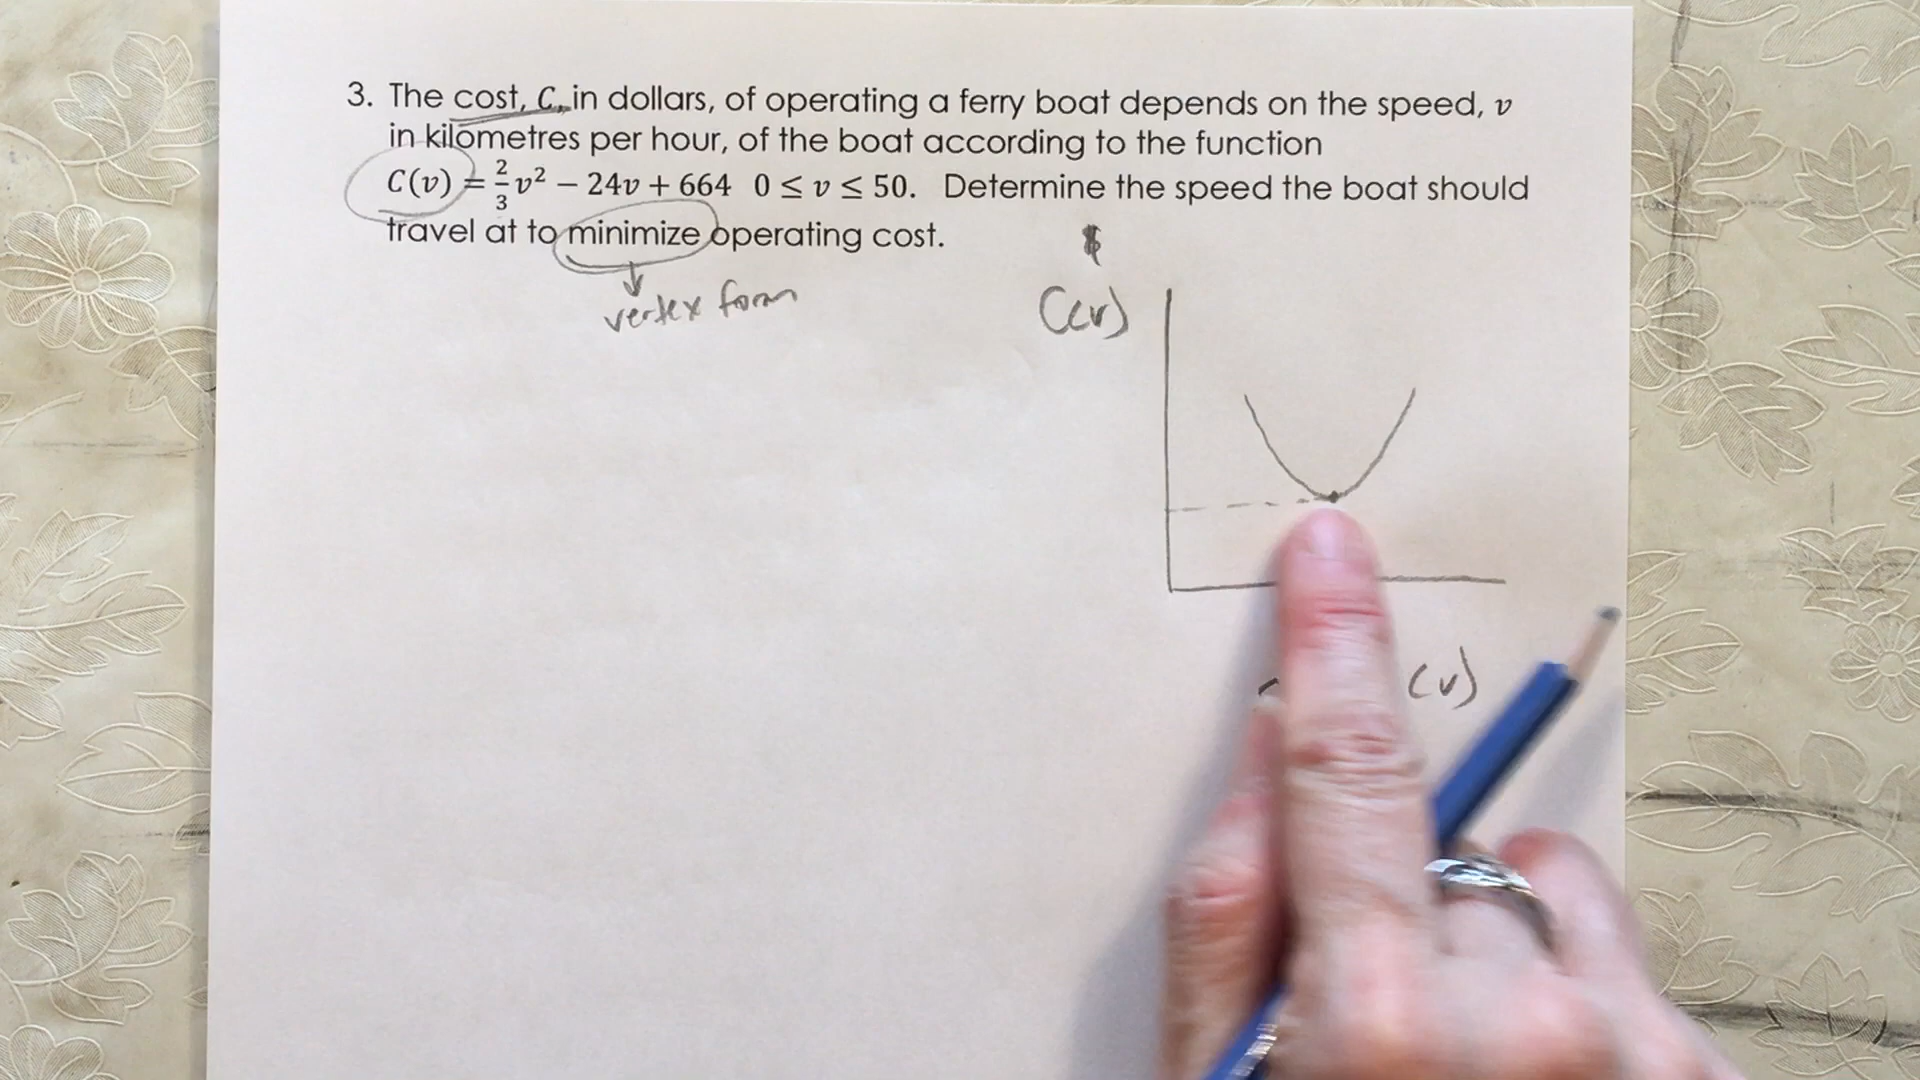 3. The cost, C, in dollars, of operating a ferry boat depends on the speed, v
in kilometres per hour, of the boat according to the function
C(v) = 2/3 v² − 24v + 664 0 ≤ v ≤ 50. Determine the speed the boat should
travel at to minimize operating cost.
$
vertex form
C(v)
(v)